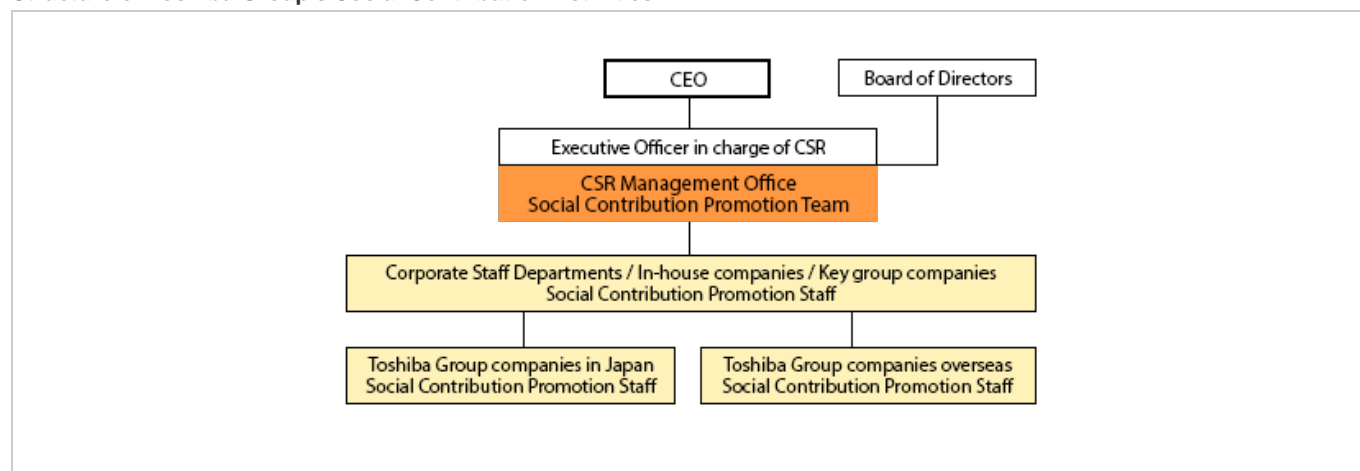 CEO
Board of Directors
Executive Officer in charge of CSR
CSR Management Office
Social Contribution Promotion Team
Corporate Staff Departments / In-house companies / Key group companies
Social Contribution Promotion Staff
Toshiba Group companies in Japan
Social Contribution Promotion Staff
Toshiba Group companies overseas
Social Contribution Promotion Staff